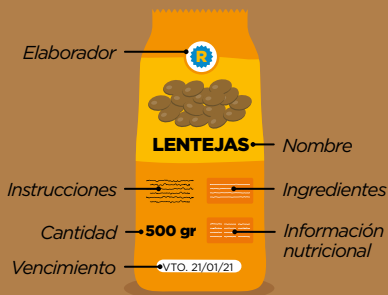 Elaborador
R
LENTEJAS
Nombre
Instrucciones
Ingredientes
Cantidad
500 gr
Información
nutricional
Vencimiento
VTO. 21/01/21